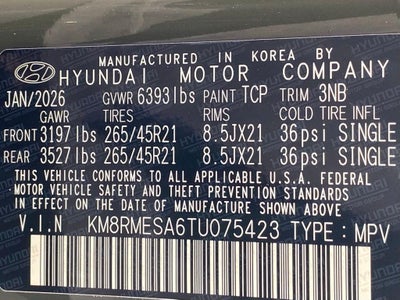 MANUFACTURED IN KOREA BY
HYUNDAI MOTOR COMPANY
JAN/2026 GVWR 6393lbs PAINT TCP TRIM 3NB
GAWR TIRES RIMS COLD TIRE INFL
FRONT 3197lbs 265/45R21 8.5JX21 36psi SINGLE
REAR 3527lbs 265/45R21 8.5JX21 36psi SINGLE
THIS VEHICLE CONFORMS TO ALL APPLICABLE U.S.A. FEDERAL
MOTOR VEHICLE SAFETY AND THEFT PREVENTION STANDARDS
IN EFFECT ON THE DATE OF MANUFACTURE SHOWN ABOVE
V.I.N KM8RMESA6TU075423 TYPE: MPV